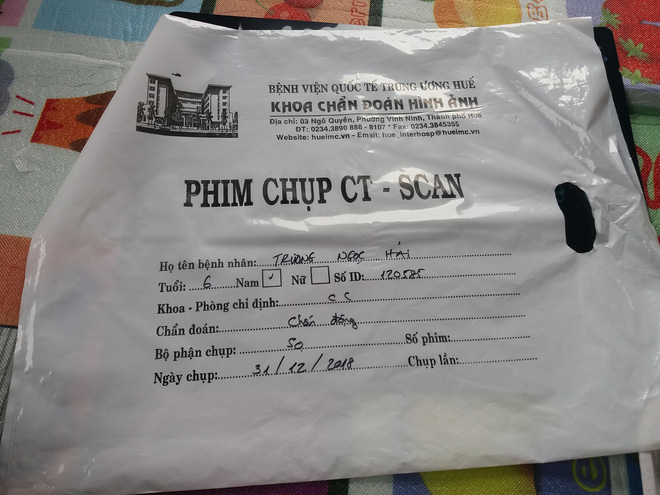 BỆNH VIỆN QUỐC TẾ TRUNG ƯƠNG HUẾ
KHOA CHẨN ĐOÁN HÌNH ẢNH
Địa chỉ: 03 Ngô Quyền, Phường Vĩnh Ninh, Thành phố Huế
ĐT: 0234.3890 888 - 8107 * Fax: 0234.3845355
Website: hueimc.vn - Email: hue_interhosp@hueimc.vn
PHIM CHỤP CT - SCAN
Họ tên bệnh nhân: TRƯƠNG NGỌC HẢI
Tuổi: 6 Nam ✓ Nữ Số ID: 120585
Khoa - Phòng chỉ định: CC
Chẩn đoán: Chấn động
Bộ phận chụp: Sọ Số phim:
Ngày chụp: 31/12/2018 Chụp lần: